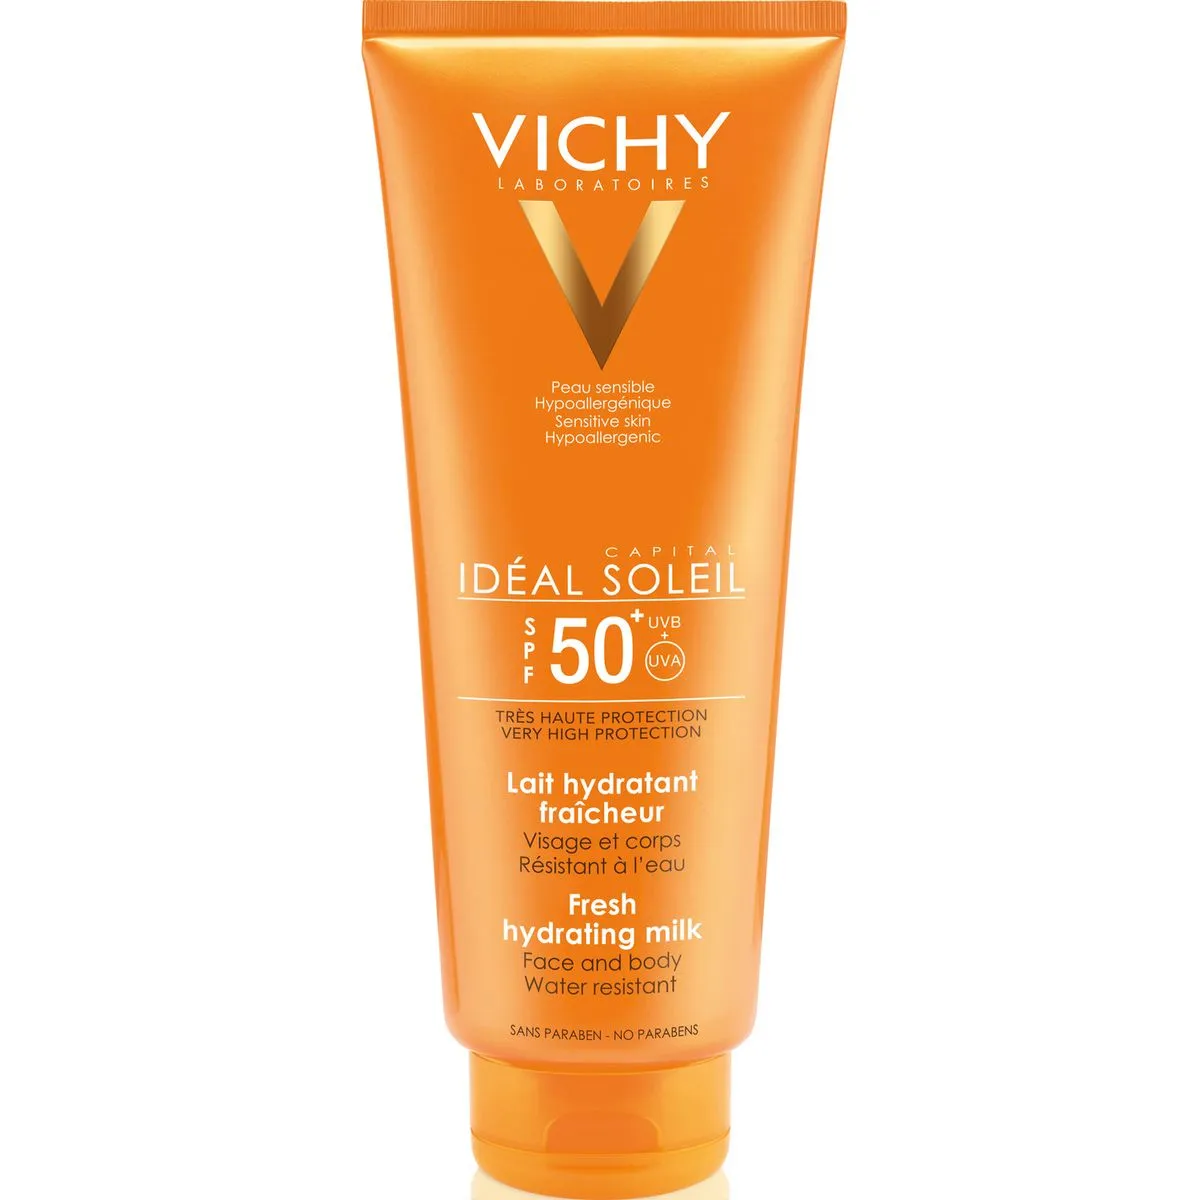 VICHY
LABORATOIRES
V
Peau sensible
Hypoallergénique
Sensitive skin
Hypoallergenic
CAPITAL
IDÉAL SOLEIL
SPF 50+ UVB + UVA
TRÈS HAUTE PROTECTION
VERY HIGH PROTECTION
Lait hydratant
fraîcheur
Visage et corps
Résistant à l'eau
Fresh
hydrating milk
Face and body
Water resistant
SANS PARABEN - NO PARABENS